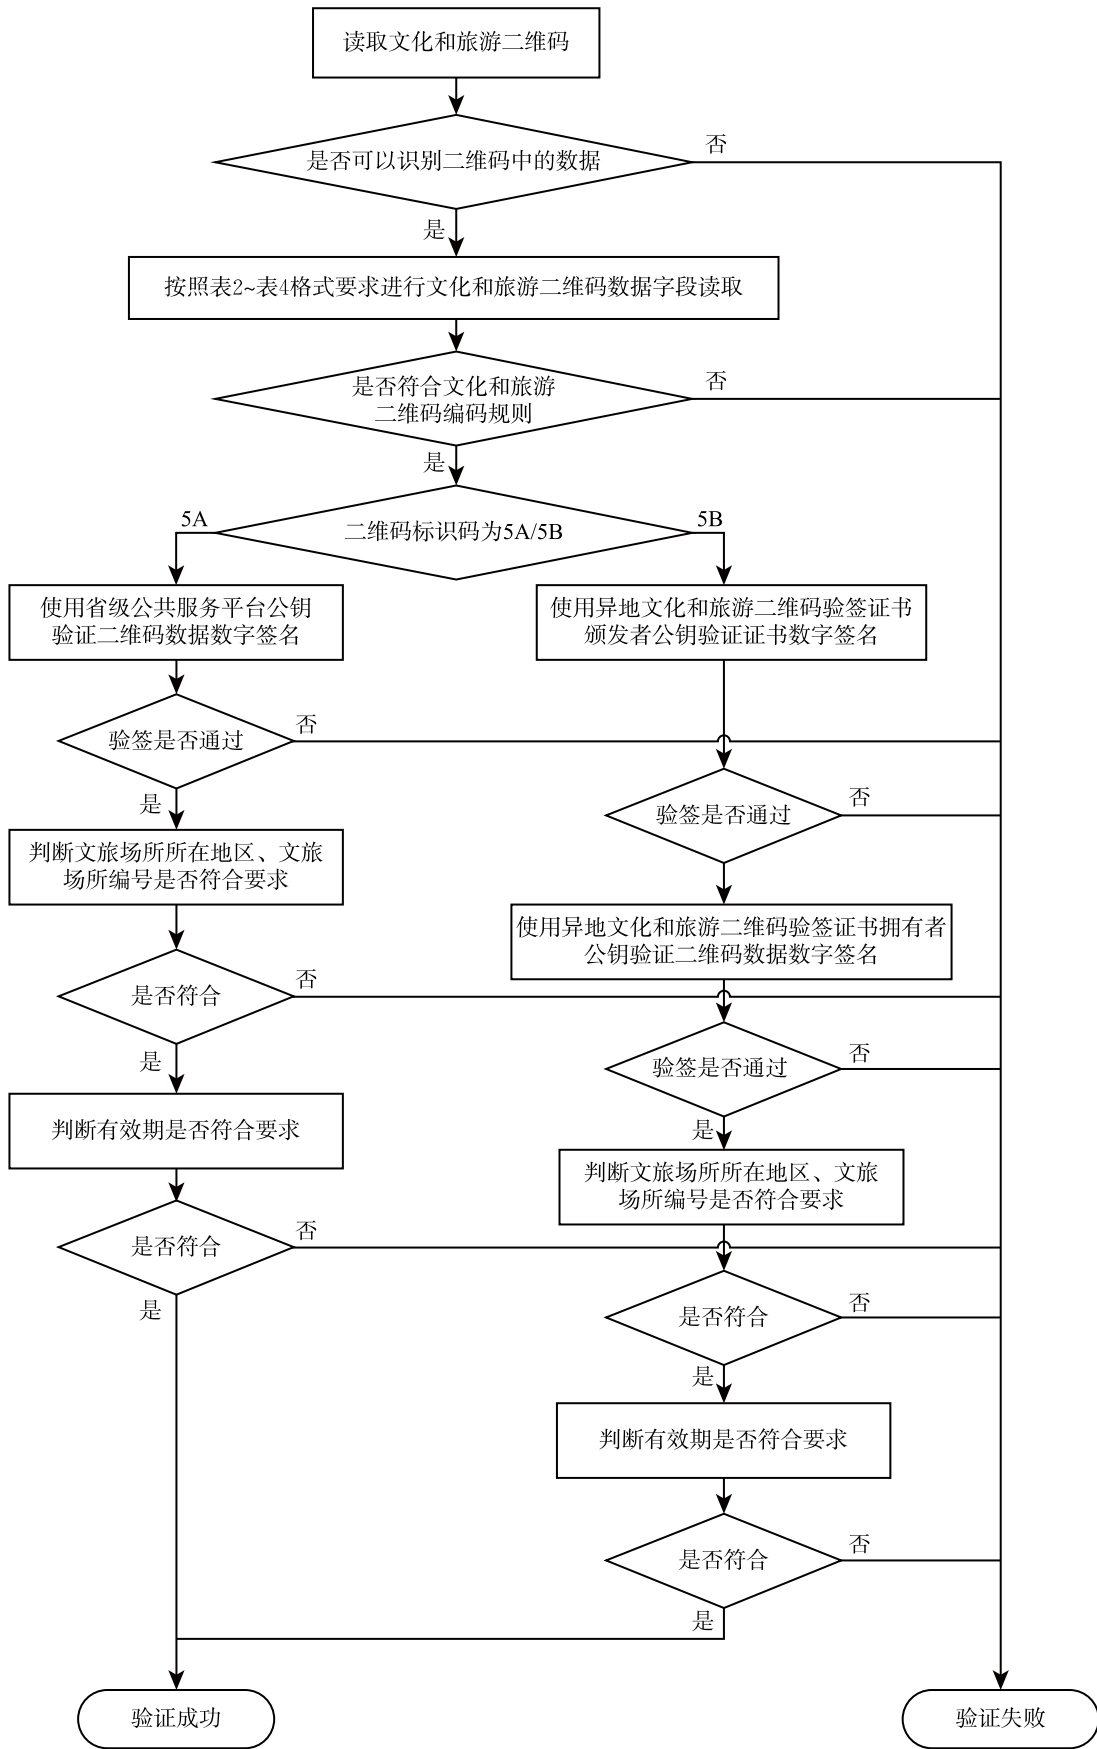 读取文化和旅游二维码
是否可以识别二维码中的数据
否
是
按照表2~表4格式要求进行文化和旅游二维码数据字段读取
是否符合文化和旅游
二维码编码规则
否
是
5A
二维码标识码为5A/5B
5B
使用省级公共服务平台公钥
验证二维码数据数字签名
使用异地文化和旅游二维码验签证书
颁发者公钥验证证书数字签名
验签是否通过
否
是
验签是否通过
否
判断文旅场所所在地区、文旅
场所编号是否符合要求
使用异地文化和旅游二维码验签证书拥有者
公钥验证二维码数据数字签名
是否符合
否
是
验签是否通过
否
是
判断有效期是否符合要求
判断文旅场所所在地区、文旅
场所编号是否符合要求
是否符合
否
是
是否符合
否
是
判断有效期是否符合要求
是否符合
否
是
验证成功
验证失败